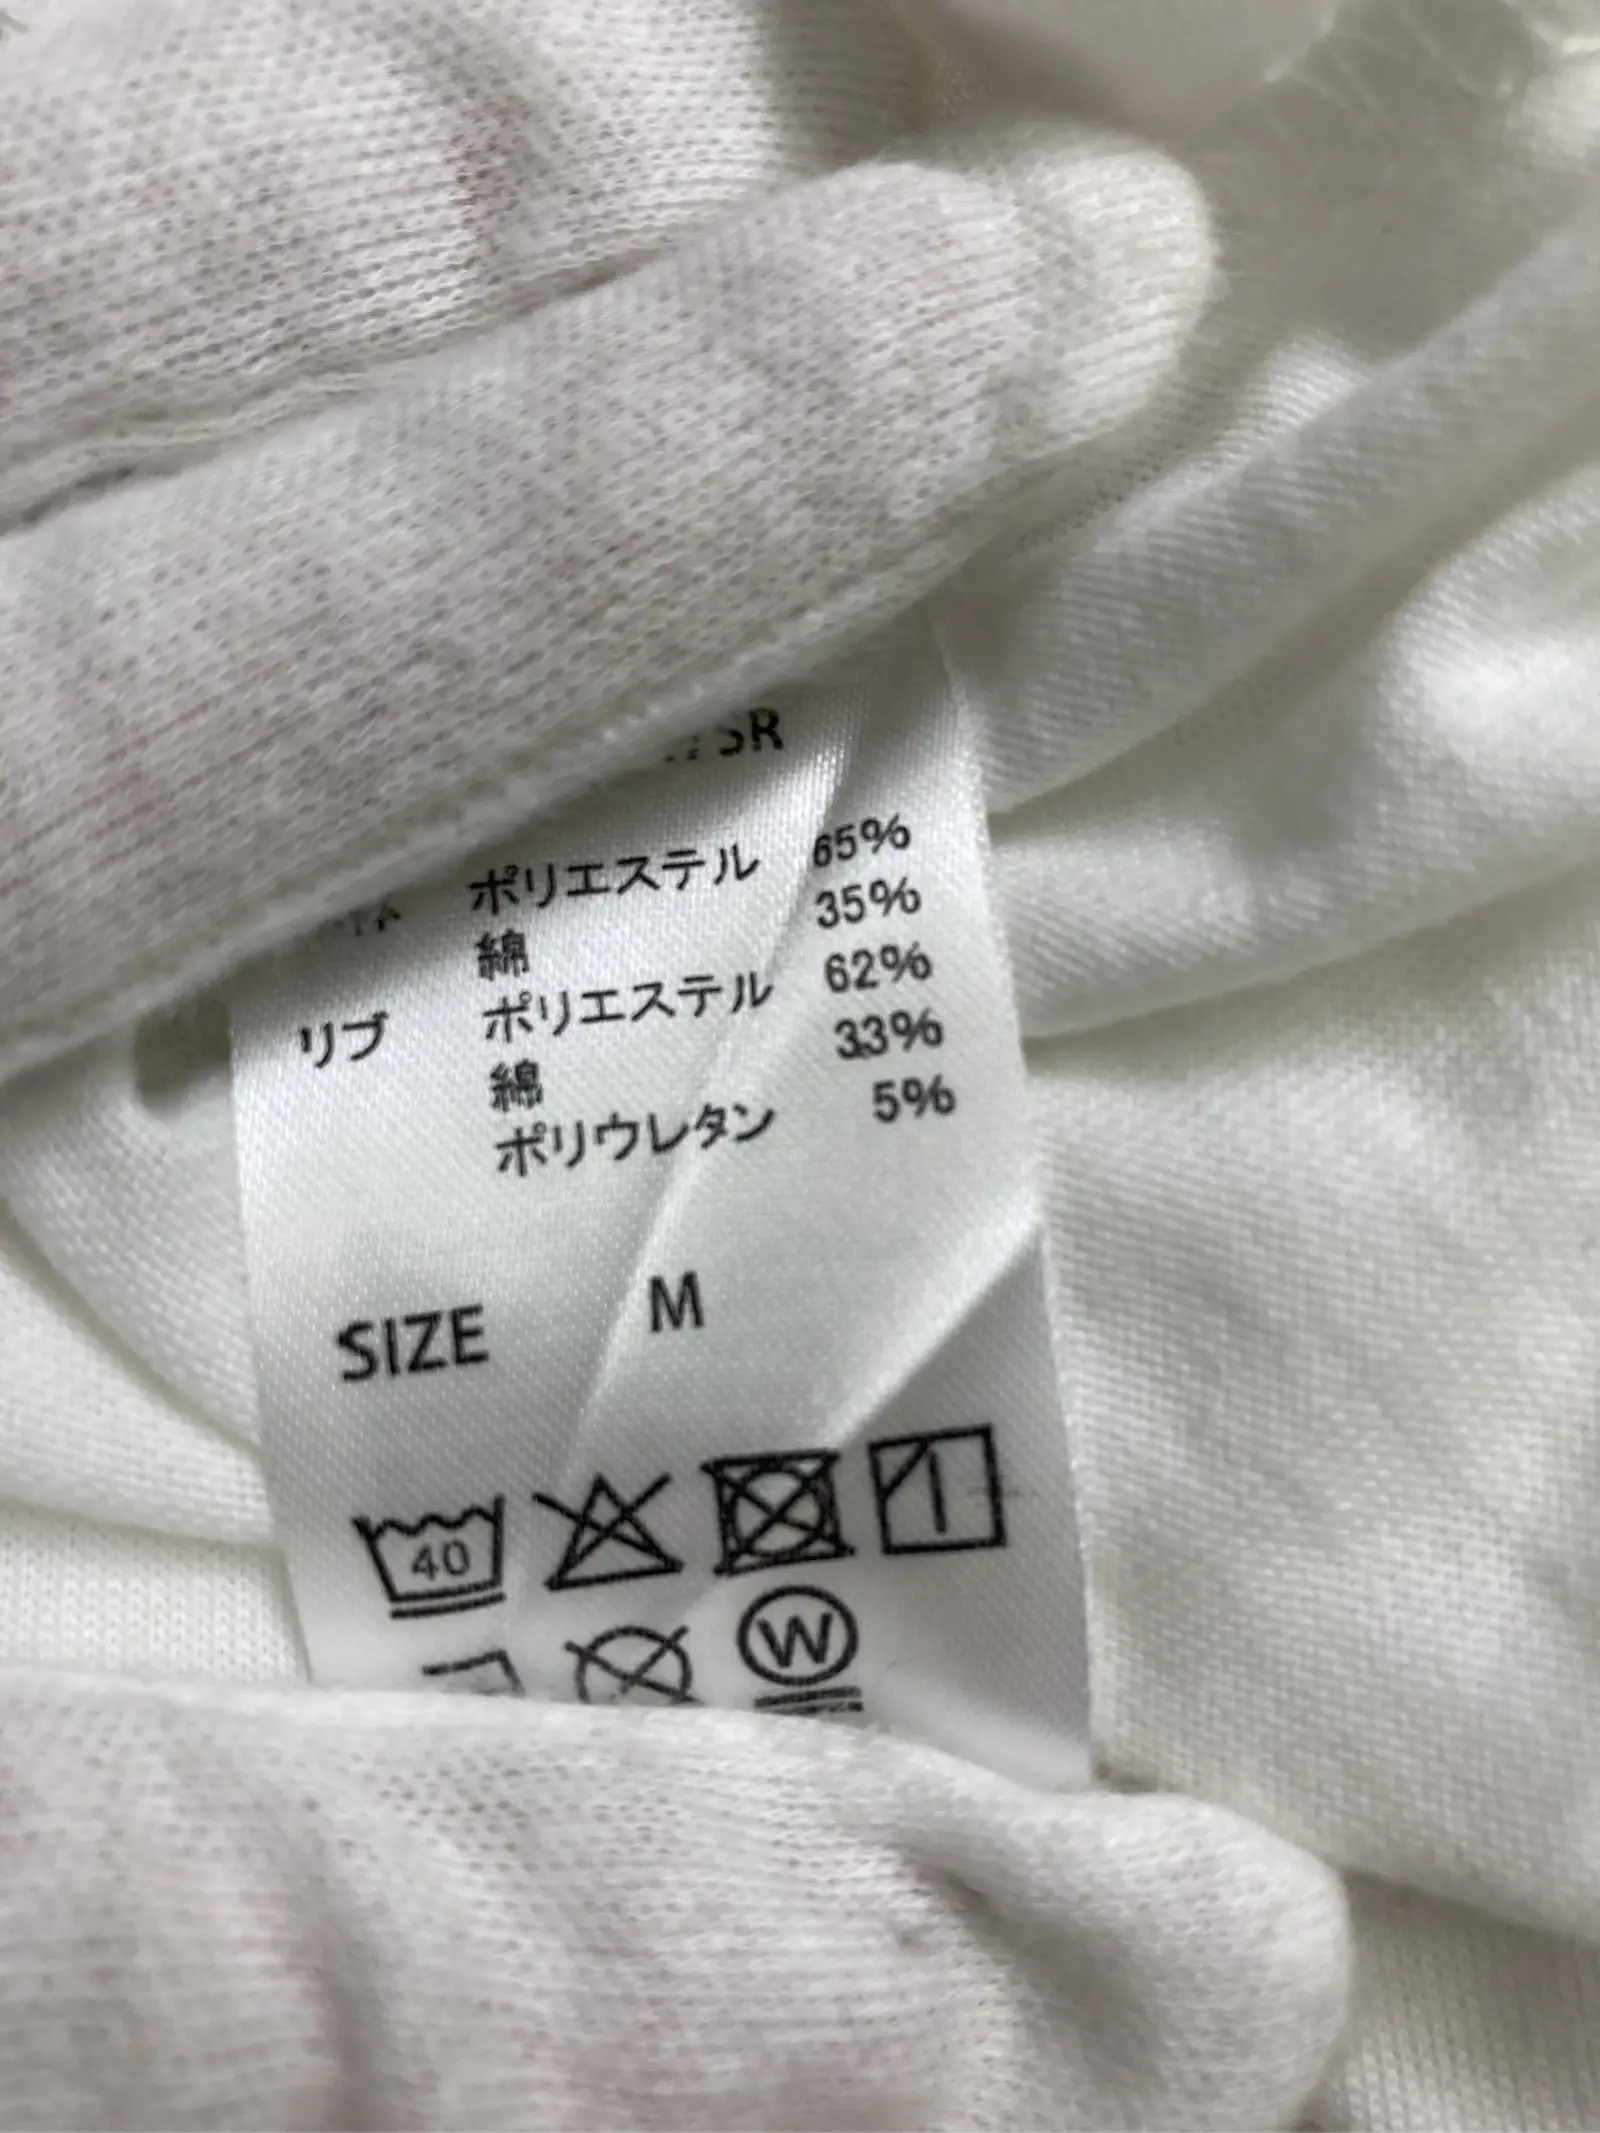 ポリエステル 65%
綿 35%
リブ ポリエステル 62%
綿 33%
ポリウレタン 5%
SIZE M
40
W